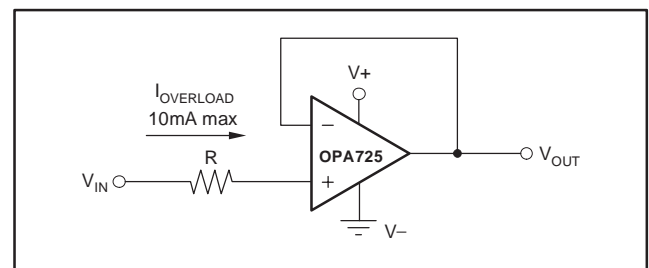 I_OVERLOAD
10mA max
V+
R
−
OPA725
V_IN
+
V_OUT
V−